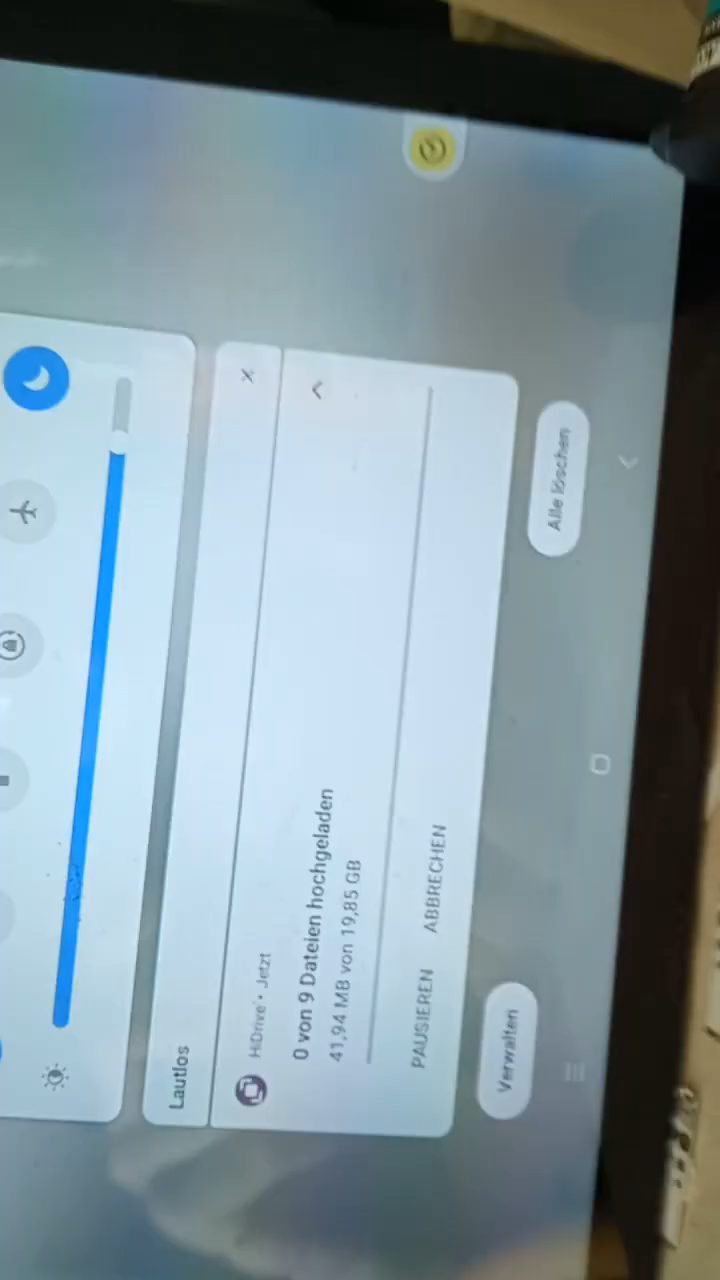 Lautlos
HiDrive • Jetzt
0 von 9 Dateien hochgeladen
41,94 MB von 19,85 GB
PAUSIEREN ABBRECHEN
Verwalten
Alle löschen